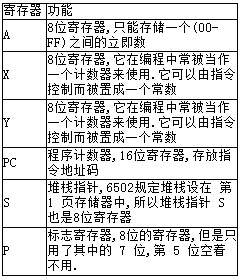 寄存器 功能
A
8位寄存器,只能存储一个(00-
FF)之间的立即数
X
8位寄存器,它在编程中常被当作
一个计数器来使用.它可以由指令
控制而被置成一个常数
Y
8位寄存器,它在编程中常被当作
一个计数器来使用.它可以由指令
控制而被置成一个常数
PC
程序计数器,16位寄存器,存放指
令地址码
S
堆栈指针,6502规定堆栈设在 第
1 页存储器中,所以堆栈指针 S
也是8位寄存器
P
标志寄存器,8位的寄存器,但是只
用了其中的 7 位,第 5 位空着
不用.